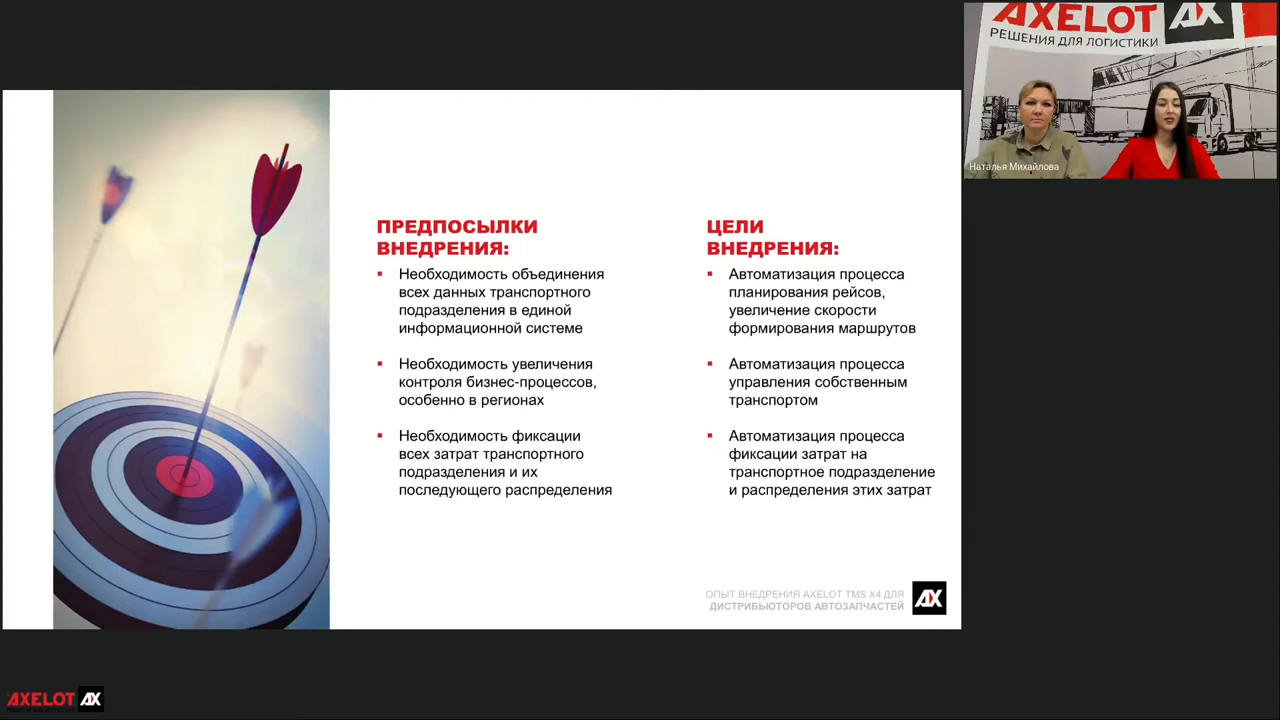 AXELOT AX
РЕШЕНИЯ ДЛЯ ЛОГИСТИКИ
Наталья Михайлова
ПРЕДПОСЫЛКИ
ВНЕДРЕНИЯ:
Необходимость объединения
всех данных транспортного
подразделения в единой
информационной системе
Необходимость увеличения
контроля бизнес-процессов,
особенно в регионах
Необходимость фиксации
всех затрат транспортного
подразделения и их
последующего распределения
ЦЕЛИ
ВНЕДРЕНИЯ:
Автоматизация процесса
планирования рейсов,
увеличение скорости
формирования маршрутов
Автоматизация процесса
управления собственным
транспортом
Автоматизация процесса
фиксации затрат на
транспортное подразделение
и распределения этих затрат
ОПЫТ ВНЕДРЕНИЯ AXELOT TMS X4 ДЛЯ
ДИСТРИБЬЮТОРОВ АВТОЗАПЧАСТЕЙ
AX
AXELOT AX